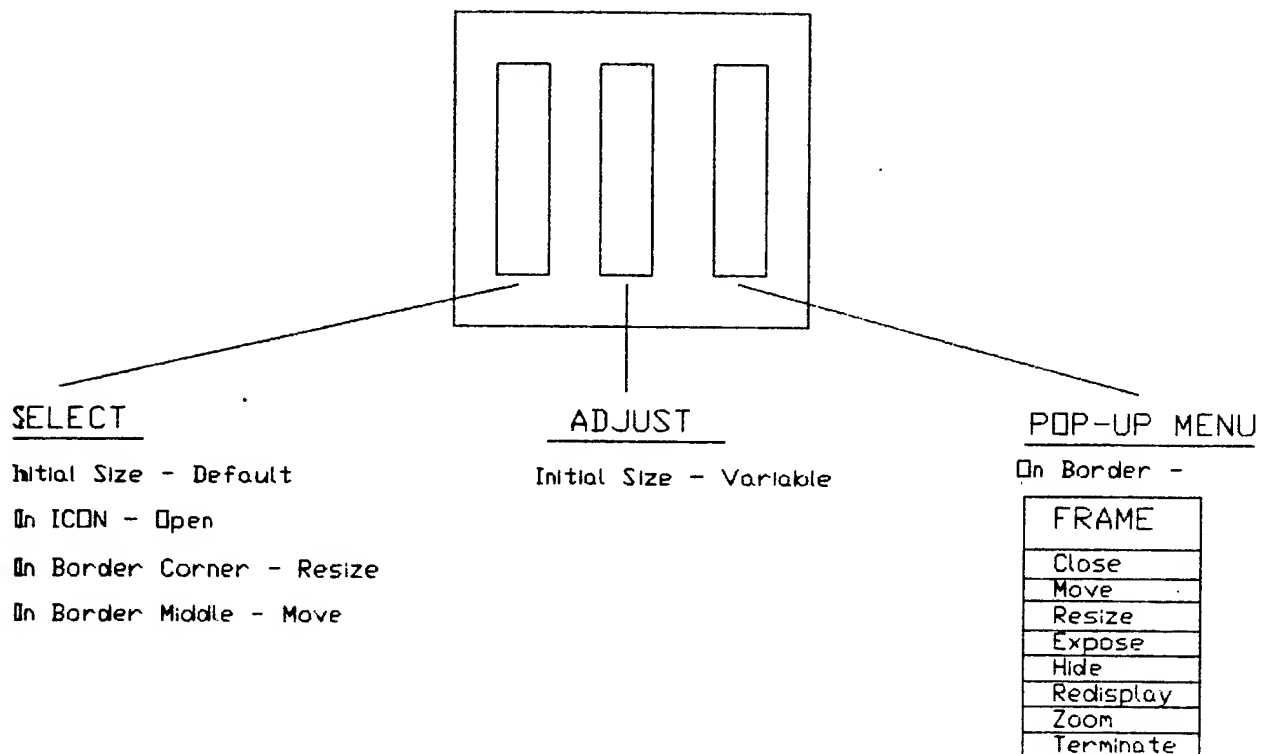 SELECT
Initial Size - Default
On ICON - Open
On Border Corner - Resize
On Border Middle - Move
ADJUST
Initial Size - Variable
POP-UP MENU
On Border -
FRAME
Close
Move
Resize
Expose
Hide
Redisplay
Zoom
Terminate